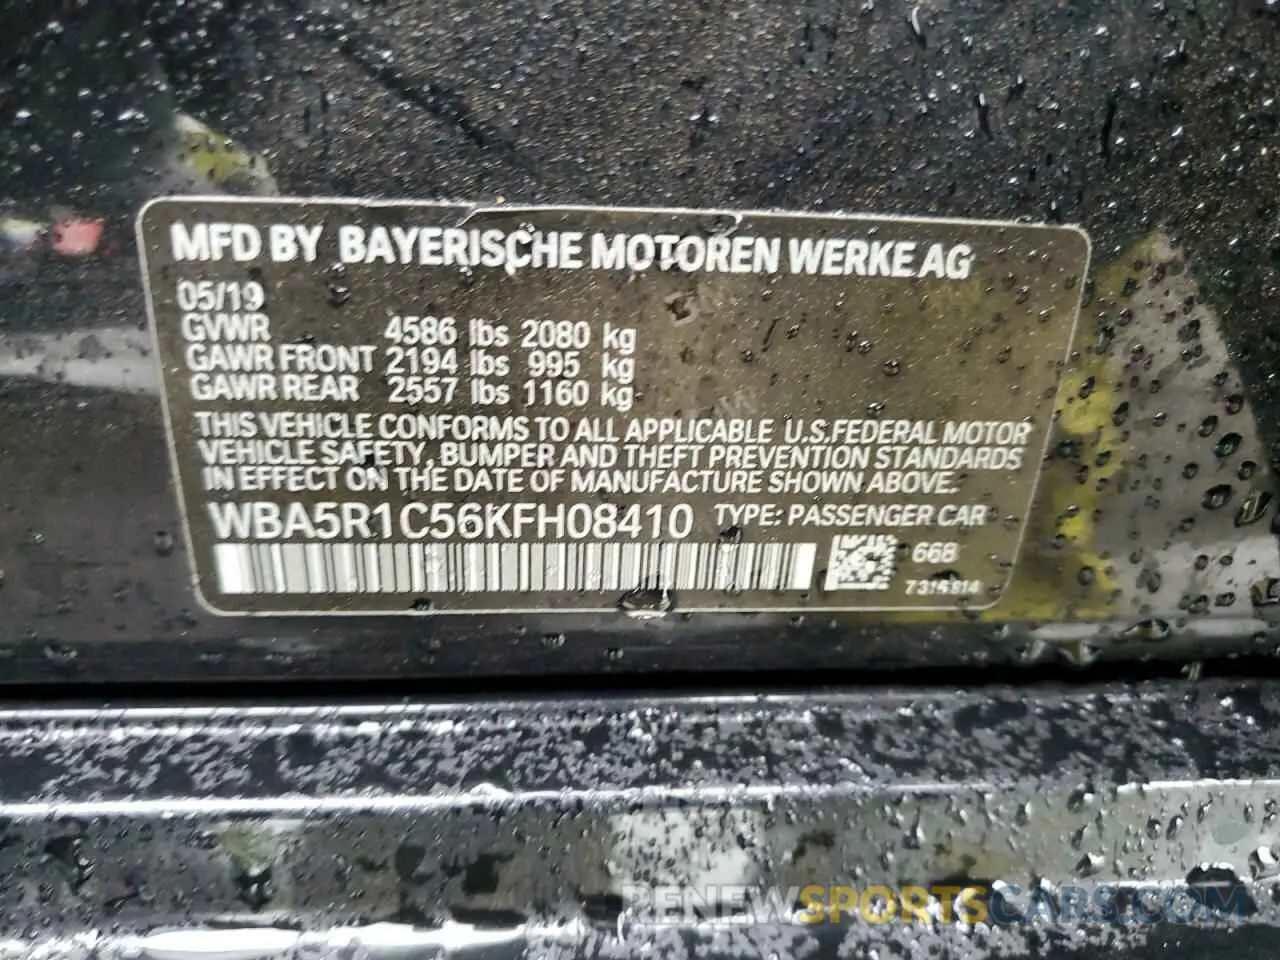 MFD BY BAYERISCHE MOTOREN WERKE AG
05/19
GVWR 4586 lbs 2080 kg
GAWR FRONT 2194 lbs 995 kg
GAWR REAR 2557 lbs 1160 kg
THIS VEHICLE CONFORMS TO ALL APPLICABLE U.S.FEDERAL MOTOR
VEHICLE SAFETY, BUMPER AND THEFT PREVENTION STANDARDS
IN EFFECT ON THE DATE OF MANUFACTURE SHOWN ABOVE.
WBA5R1C56KFH08410 TYPE: PASSENGER CAR
668
RENEWSPORTSCARS.COM